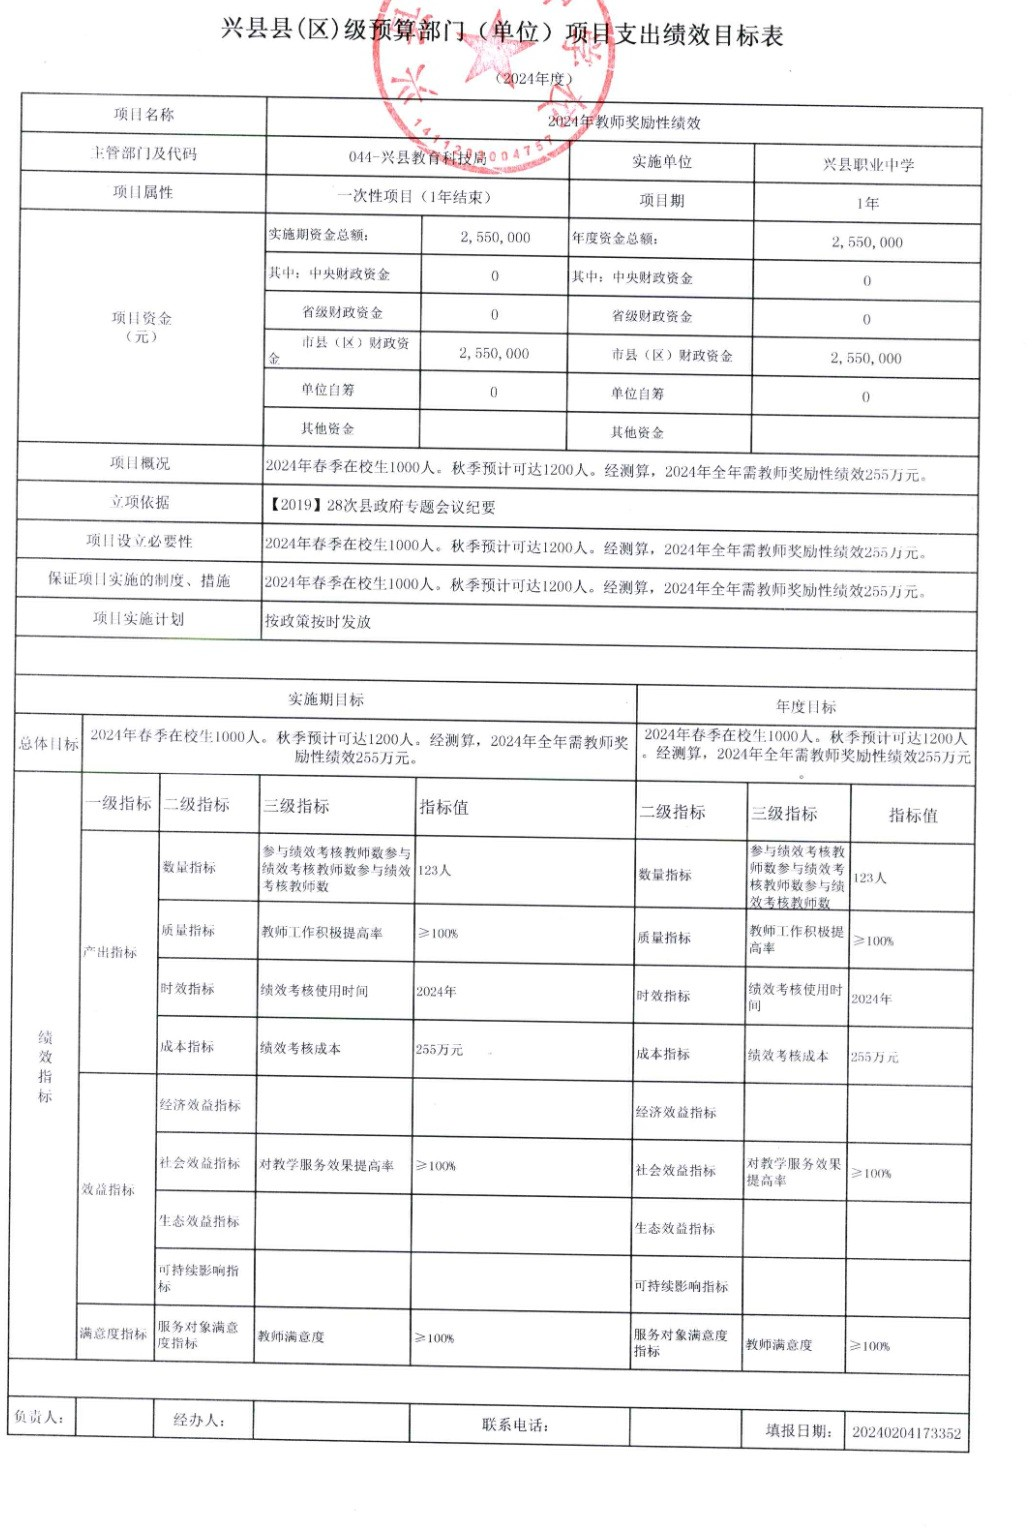 兴县县(区)级预算部门（单位）项目支出绩效目标表
（2024年度）
项目名称 2024年教师奖励性绩效
主管部门及代码 044-兴县教育科技局 实施单位 兴县职业中学
项目属性 一次性项目（1年结束） 项目期 1年
项目资金
（元）
实施期资金总额： 2,550,000 年度资金总额： 2,550,000
其中：中央财政资金 0 其中：中央财政资金 0
省级财政资金 0 省级财政资金 0
市县（区）财政资
金 2,550,000 市县（区）财政资金 2,550,000
单位自筹 0 单位自筹 0
其他资金 其他资金
项目概况 2024年春季在校生1000人。秋季预计可达1200人。经测算，2024年全年需教师奖励性绩效255万元。
立项依据 【2019】28次县政府专题会议纪要
项目设立必要性 2024年春季在校生1000人。秋季预计可达1200人。经测算，2024年全年需教师奖励性绩效255万元。
保证项目实施的制度、措施 2024年春季在校生1000人。秋季预计可达1200人。经测算，2024年全年需教师奖励性绩效255万元。
项目实施计划 按政策按时发放
实施期目标 年度目标
总体目标
2024年春季在校生1000人。秋季预计可达1200人。经测算，2024年全年需教师奖
励性绩效255万元。
2024年春季在校生1000人。秋季预计可达1200人
。经测算，2024年全年需教师奖励性绩效255万元
。
绩
效
指
标
一级指标 二级指标 三级指标 指标值 二级指标 三级指标 指标值
产出指标
数量指标
参与绩效考核教师数参与
绩效考核教师数参与绩效
考核教师数
123人
数量指标
参与绩效考核教
师数参与绩效考
核教师数参与绩
效考核教师数
123人
质量指标 教师工作积极提高率 ≥100% 质量指标 教师工作积极提
高率 ≥100%
时效指标 绩效考核使用时间 2024年 时效指标 绩效考核使用时
间 2024年
成本指标 绩效考核成本 255万元 成本指标 绩效考核成本 255万元
效益指标
经济效益指标 经济效益指标
社会效益指标 对教学服务效果提高率 ≥100% 社会效益指标 对教学服务效果
提高率 ≥100%
生态效益指标 生态效益指标
可持续影响指
标 可持续影响指标
满意度指标 服务对象满意
度指标 教师满意度 ≥100% 服务对象满意度
指标 教师满意度 ≥100%
负责人： 经办人： 联系电话： 填报日期： 20240204173352